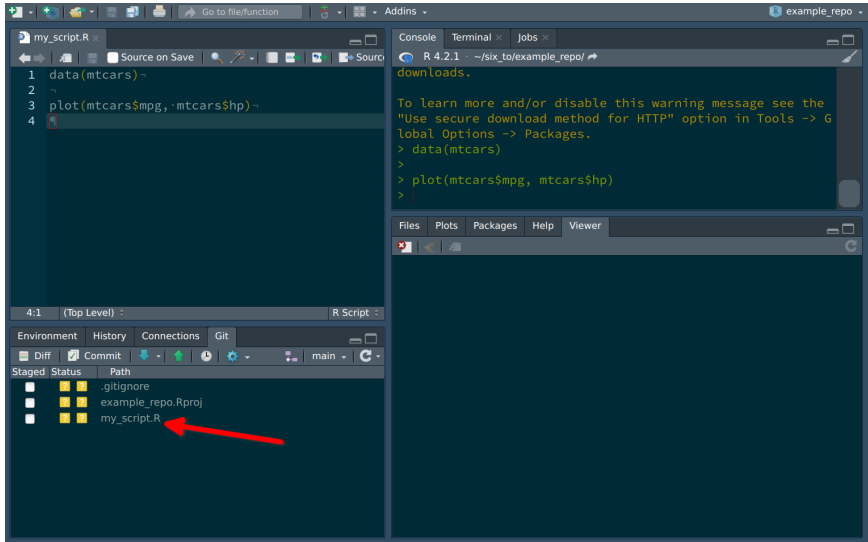 Go to file/function
Addins
example_repo
my_script.R
Source on Save
Sourc
1 data(mtcars)¬
2 ¬
3 plot(mtcars$mpg,·mtcars$hp)¬
4 ¶
4:1 (Top Level) R Script
Console Terminal Jobs
R 4.2.1 · ~/six_to/example_repo/
downloads.
To learn more and/or disable this warning message see the
"Use secure download method for HTTP" option in Tools -> G
lobal Options -> Packages.
> data(mtcars)
>
> plot(mtcars$mpg, mtcars$hp)
>
Environment History Connections Git
Diff Commit main
Staged Status Path
? ? .gitignore
? ? example_repo.Rproj
? ? my_script.R
Files Plots Packages Help Viewer